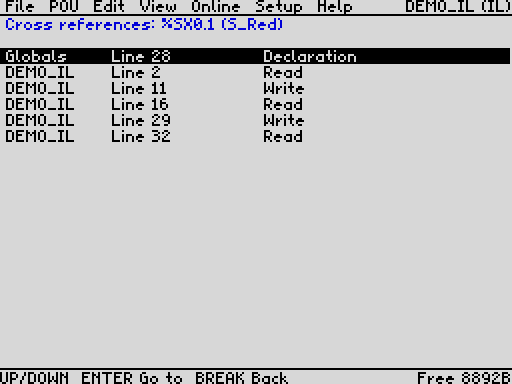 File POU Edit View Online Setup Help DEMO_IL (IL)
Cross references: %SX0.1 (S_Red)
Globals Line 28 Declaration
DEMO_IL Line 2 Read
DEMO_IL Line 11 Write
DEMO_IL Line 16 Read
DEMO_IL Line 29 Write
DEMO_IL Line 32 Read
UP/DOWN ENTER Go to BREAK Back Free 8892B